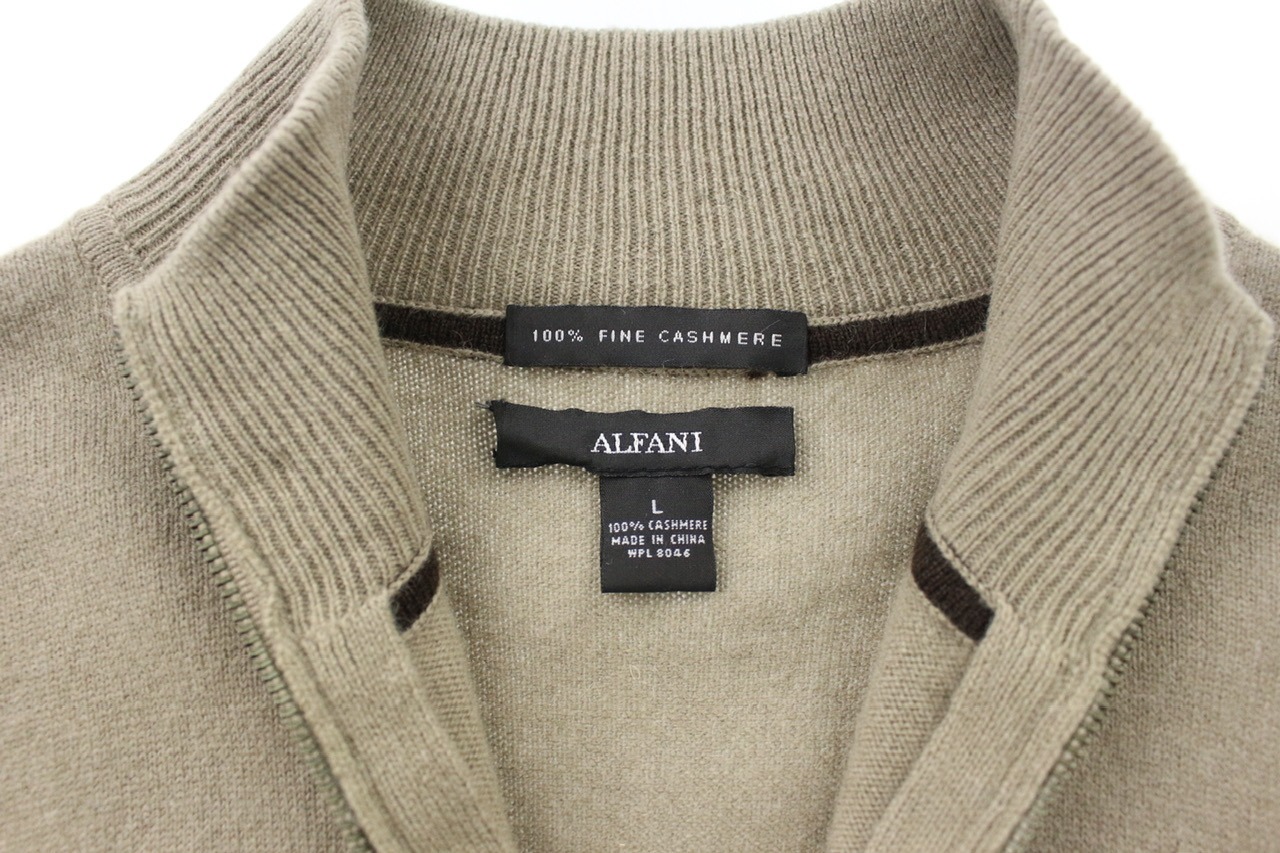 100% FINE CASHMERE
ALFANI
L
100% CASHMERE
MADE IN CHINA
WPL 8046